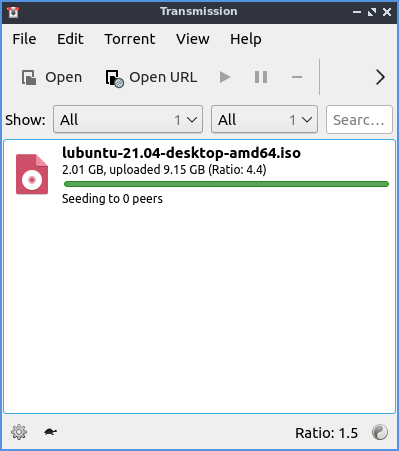 Transmission
File Edit Torrent View Help
Open Open URL
Show: All 1 All 1 Searc...
lubuntu-21.04-desktop-amd64.iso
2.01 GB, uploaded 9.15 GB (Ratio: 4.4)
Seeding to 0 peers
Ratio: 1.5